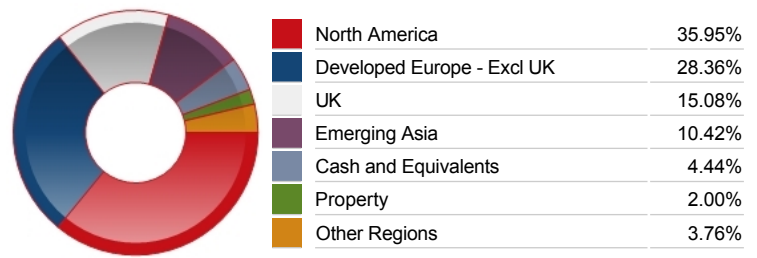 North America 35.95%
Developed Europe - Excl UK 28.36%
UK 15.08%
Emerging Asia 10.42%
Cash and Equivalents 4.44%
Property 2.00%
Other Regions 3.76%